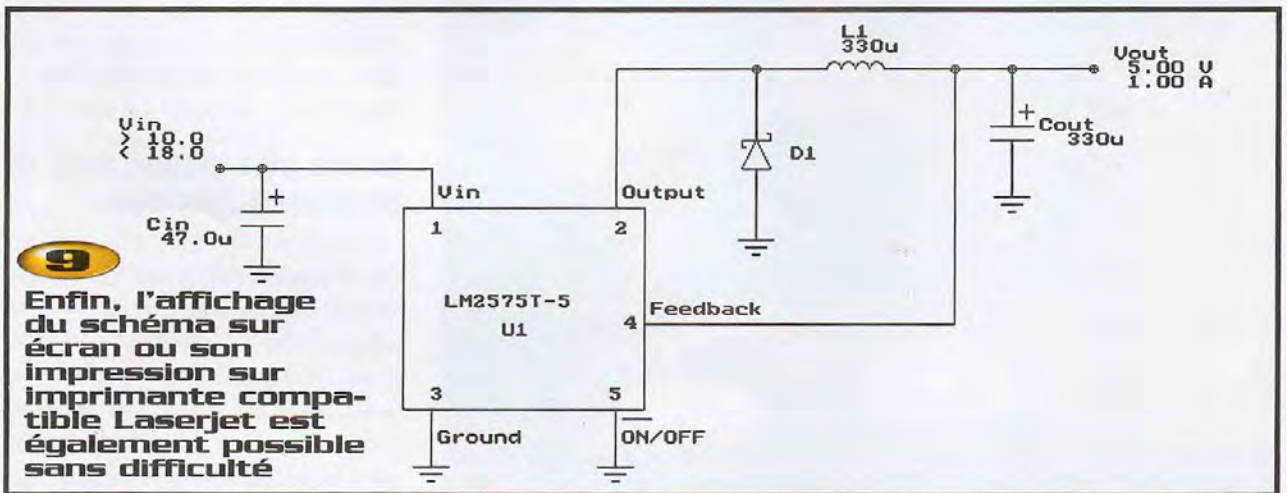 L1
330u
Vout
5.00 V
1.00 A
Vin
> 10.0
< 18.0
+
Cout
330u
D1
Vin
Output
+
Cin
47.0u
1
2
9
LM2575T-5
U1
4
Feedback
Enfin, l'affichage
du schéma sur
écran ou son
impression sur
imprimante compa-
tible Laserjet est
également possible
sans difficulté
3
5
Ground
ON/OFF